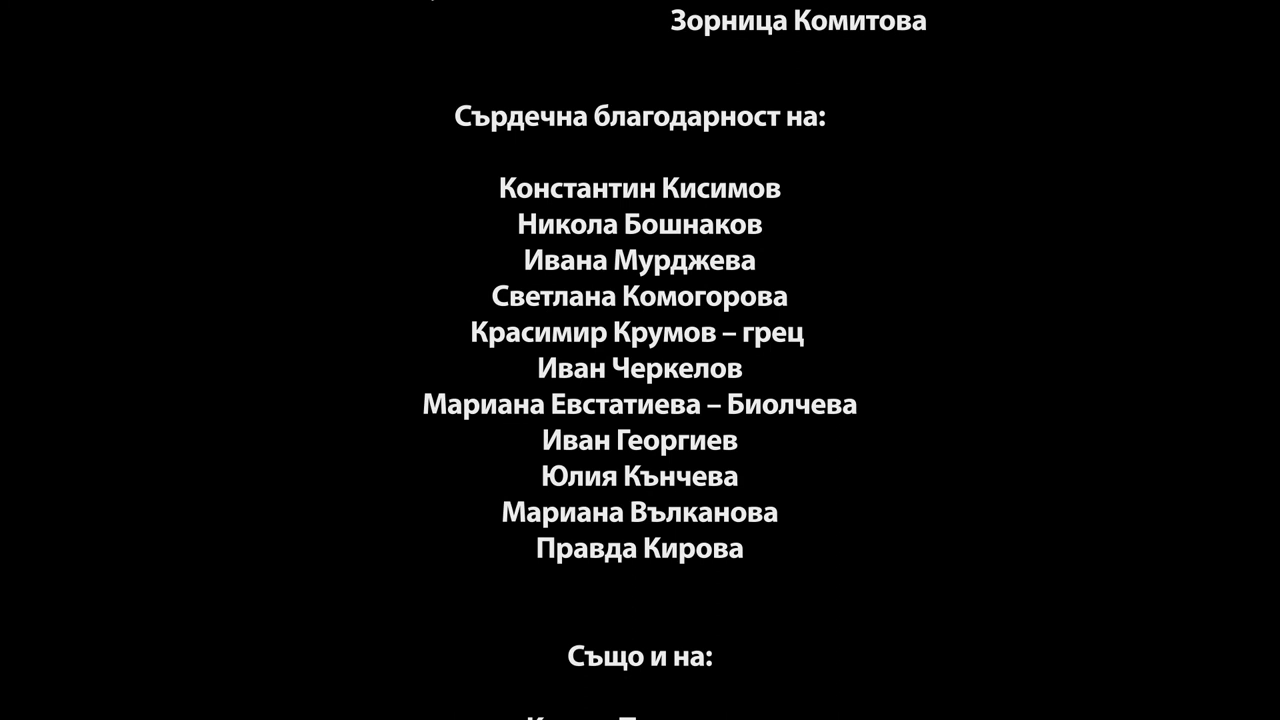 Зорница Комитова
Сърдечна благодарност на:
Константин Кисимов
Никола Бошнаков
Ивана Мурджева
Светлана Комогорова
Красимир Крумов – грец
Иван Черкелов
Мариана Евстатиева – Биолчева
Иван Георгиев
Юлия Кънчева
Мариана Вълканова
Правда Кирова
Също и на: